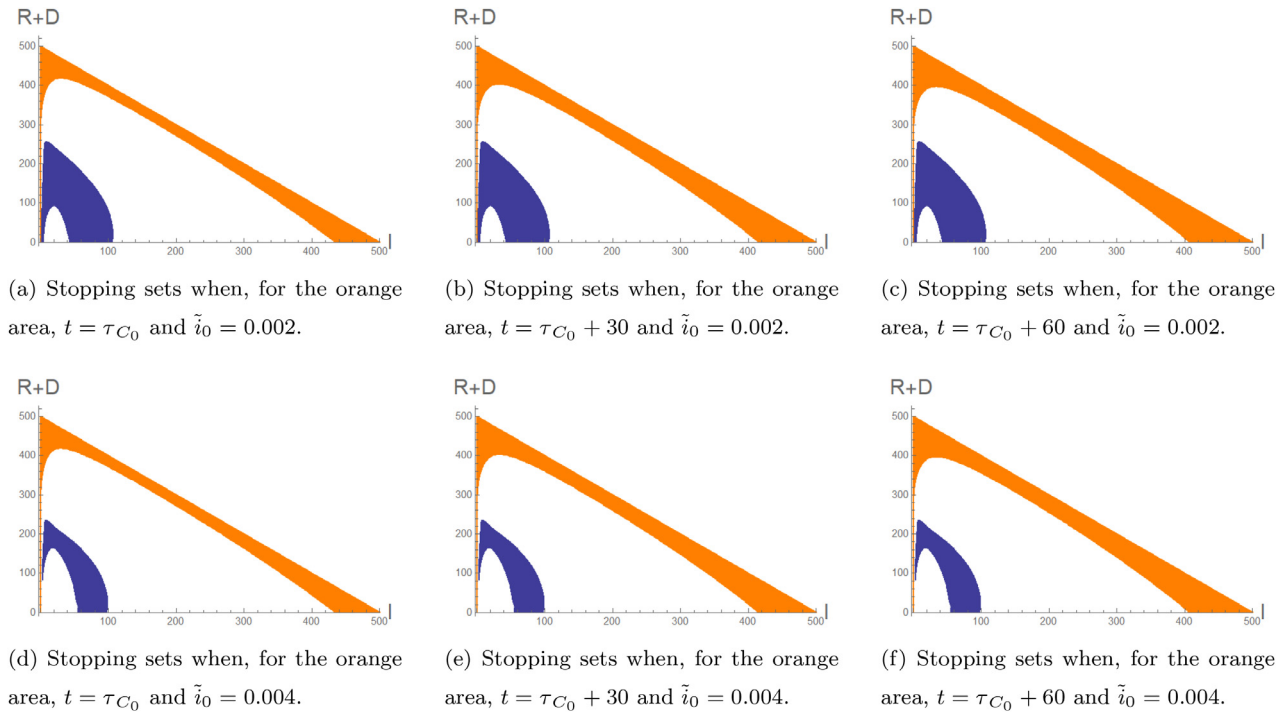 R+D
500
400
300
200
100
0
100
200
300
400
500
I
(a) Stopping sets when, for the orange
area, t = τ_{C_0} and ĩ_0 = 0.002.
R+D
500
400
300
200
100
0
100
200
300
400
500
I
(b) Stopping sets when, for the orange
area, t = τ_{C_0} + 30 and ĩ_0 = 0.002.
R+D
500
400
300
200
100
0
100
200
300
400
500
I
(c) Stopping sets when, for the orange
area, t = τ_{C_0} + 60 and ĩ_0 = 0.002.
R+D
500
400
300
200
100
0
100
200
300
400
500
I
(d) Stopping sets when, for the orange
area, t = τ_{C_0} and ĩ_0 = 0.004.
R+D
500
400
300
200
100
0
100
200
300
400
500
I
(e) Stopping sets when, for the orange
area, t = τ_{C_0} + 30 and ĩ_0 = 0.004.
R+D
500
400
300
200
100
0
100
200
300
400
500
I
(f) Stopping sets when, for the orange
area, t = τ_{C_0} + 60 and ĩ_0 = 0.004.